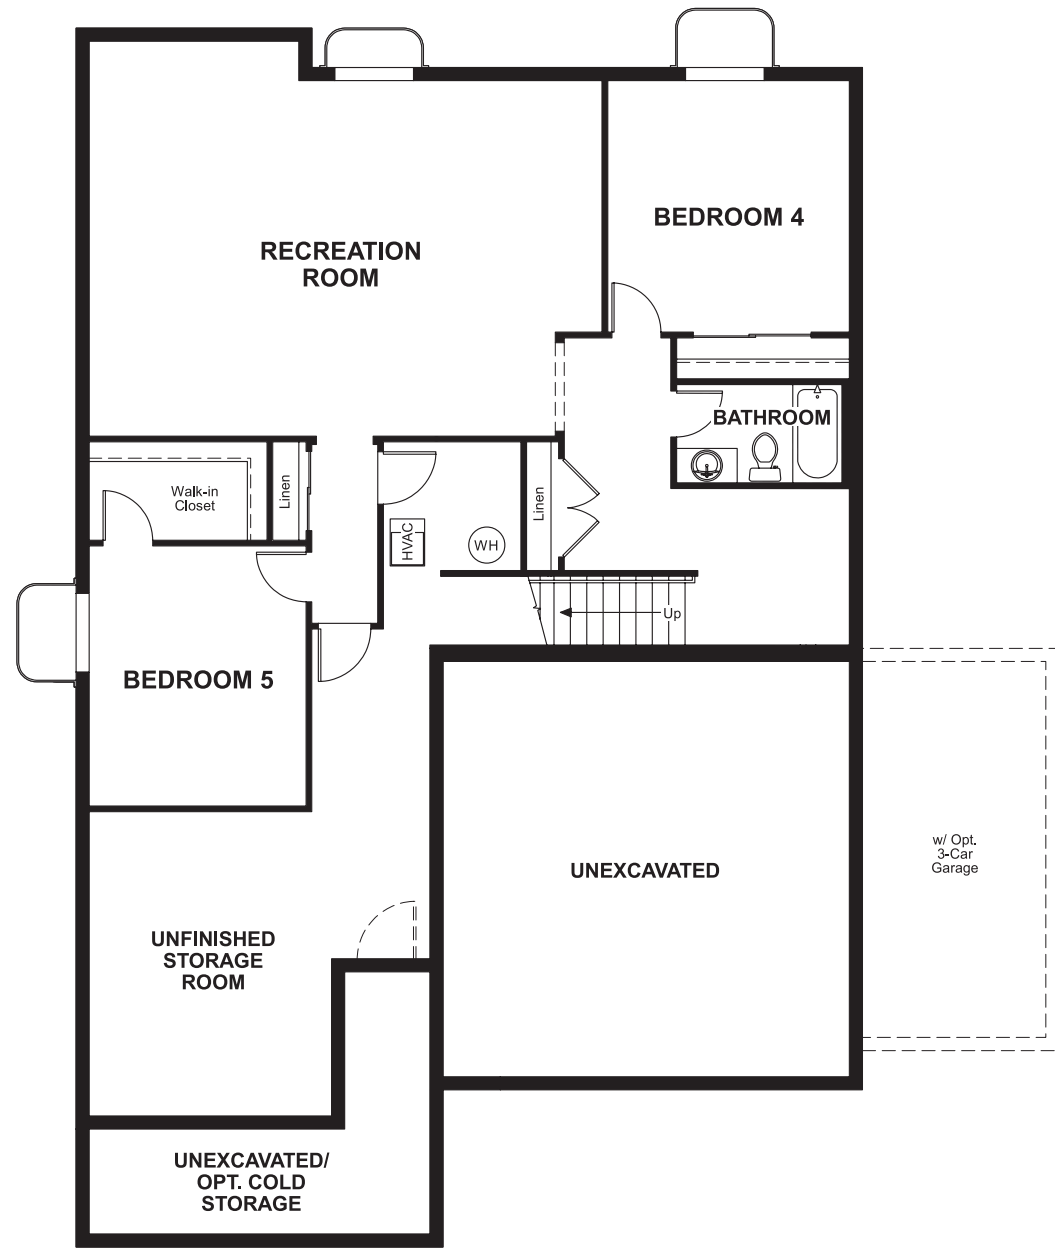 BEDROOM 4
RECREATION
ROOM
BATHROOM
Walk-in
Closet
Linen
Linen
HVAC
WH
Up
BEDROOM 5
w/ Opt.
3-Car
Garage
UNEXCAVATED
UNFINISHED
STORAGE
ROOM
UNEXCAVATED/
OPT. COLD
STORAGE